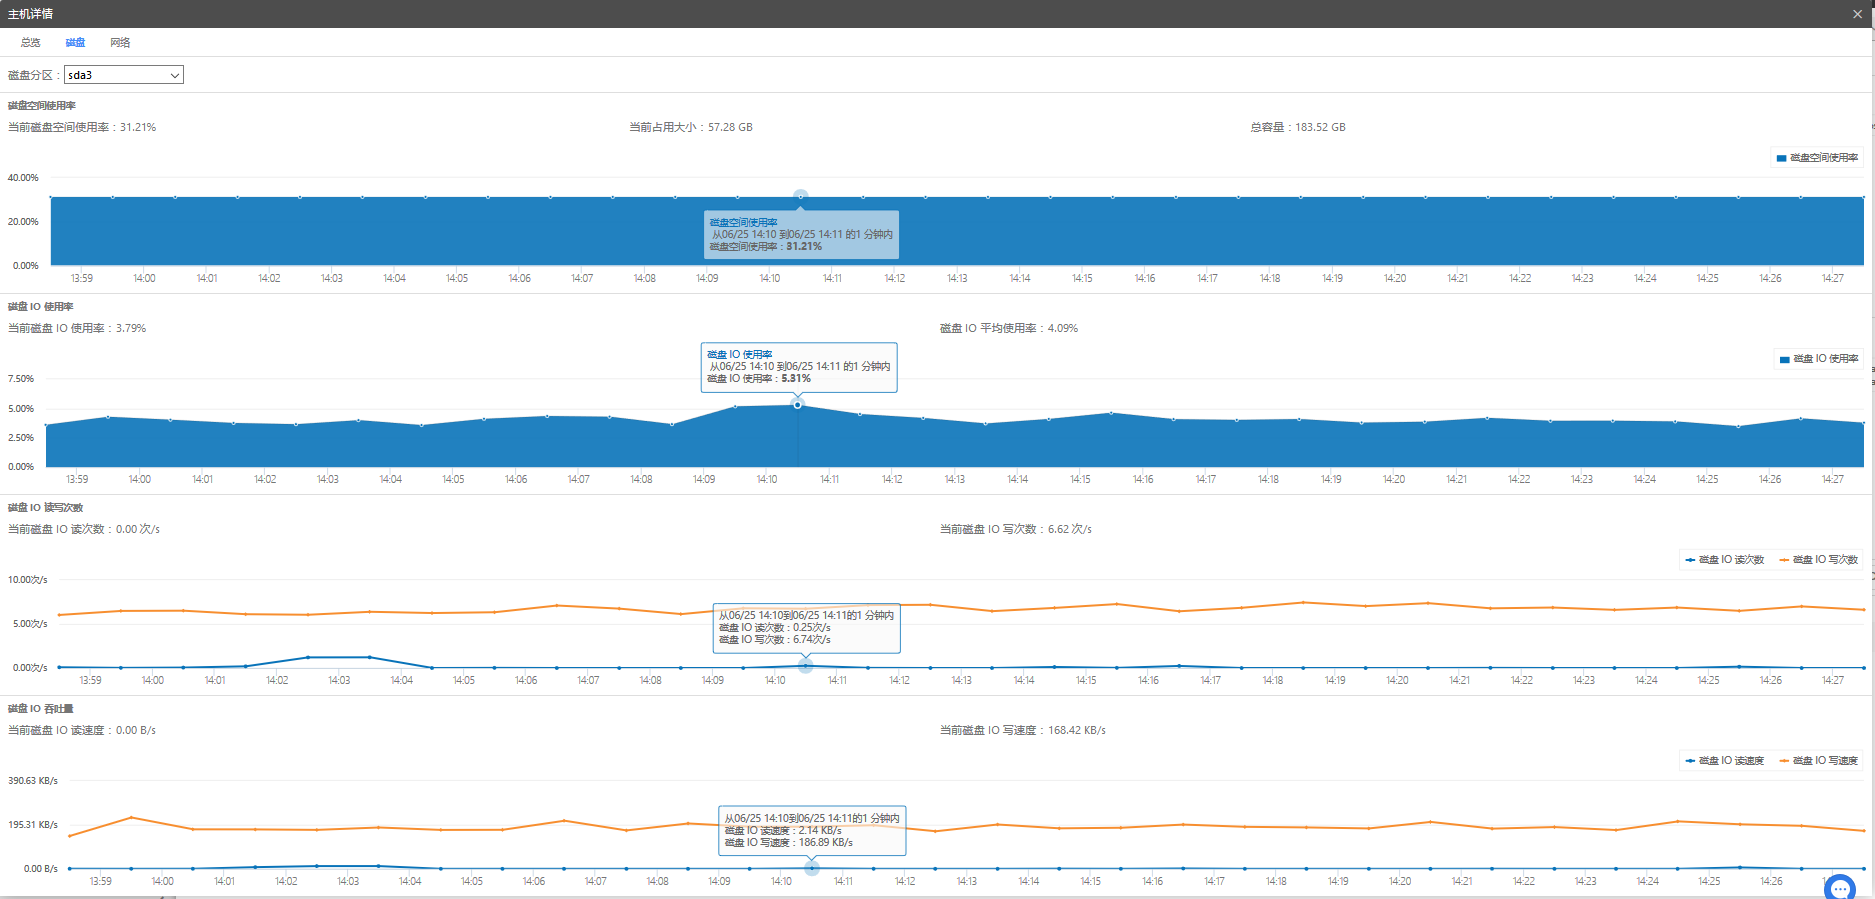 主机详情
总览 磁盘 网络
磁盘分区：sda3
磁盘空间使用率
当前磁盘空间使用率：31.21% 当前占用大小：57.28 GB 总容量：183.52 GB
磁盘空间使用率
40.00%
20.00%
0.00%
磁盘空间使用率
从06/25 14:10 到06/25 14:11 的1 分钟内
磁盘空间使用率：31.21%
13:59 14:00 14:01 14:02 14:03 14:04 14:05 14:06 14:07 14:08 14:09 14:10 14:11 14:12 14:13 14:14 14:15 14:16 14:17 14:18 14:19 14:20 14:21 14:22 14:23 14:24 14:25 14:26 14:27
磁盘 IO 使用率
当前磁盘 IO 使用率：3.79% 磁盘 IO 平均使用率：4.09%
磁盘 IO 使用率
磁盘 IO 使用率
从06/25 14:10 到06/25 14:11 的1 分钟内
磁盘 IO 使用率：5.31%
7.50%
5.00%
2.50%
0.00%
13:59 14:00 14:01 14:02 14:03 14:04 14:05 14:06 14:07 14:08 14:09 14:10 14:11 14:12 14:13 14:14 14:15 14:16 14:17 14:18 14:19 14:20 14:21 14:22 14:23 14:24 14:25 14:26 14:27
磁盘 IO 读写次数
当前磁盘 IO 读次数：0.00 次/s 当前磁盘 IO 写次数：6.62 次/s
磁盘 IO 读次数 磁盘 IO 写次数
10.00次/s
5.00次/s
0.00次/s
从06/25 14:10到06/25 14:11的1 分钟内
磁盘 IO 读次数：0.25次/s
磁盘 IO 写次数：6.74次/s
13:59 14:00 14:01 14:02 14:03 14:04 14:05 14:06 14:07 14:08 14:09 14:10 14:11 14:12 14:13 14:14 14:15 14:16 14:17 14:18 14:19 14:20 14:21 14:22 14:23 14:24 14:25 14:26 14:27
磁盘 IO 吞吐量
当前磁盘 IO 读速度：0.00 B/s 当前磁盘 IO 写速度：168.42 KB/s
磁盘 IO 读速度 磁盘 IO 写速度
390.63 KB/s
195.31 KB/s
0.00 B/s
从06/25 14:10到06/25 14:11的1 分钟内
磁盘 IO 读速度：2.14 KB/s
磁盘 IO 写速度：186.89 KB/s
13:59 14:00 14:01 14:02 14:03 14:04 14:05 14:06 14:07 14:08 14:09 14:10 14:11 14:12 14:13 14:14 14:15 14:16 14:17 14:18 14:19 14:20 14:21 14:22 14:23 14:24 14:25 14:26